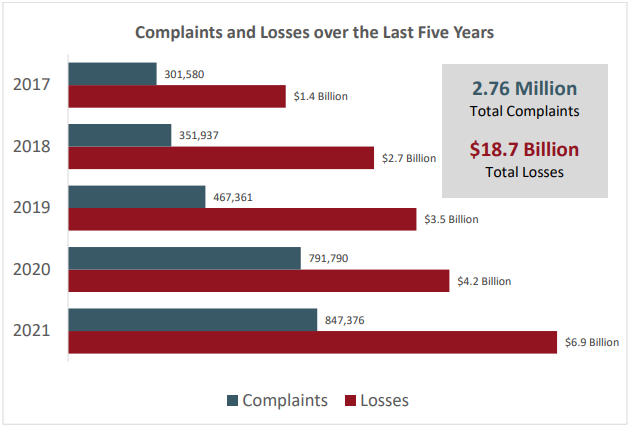 Complaints and Losses over the Last Five Years
2017
301,580
$1.4 Billion
2018
351,937
$2.7 Billion
2019
467,361
$3.5 Billion
2020
791,790
$4.2 Billion
2021
847,376
$6.9 Billion
2.76 Million
Total Complaints
$18.7 Billion
Total Losses
Complaints Losses